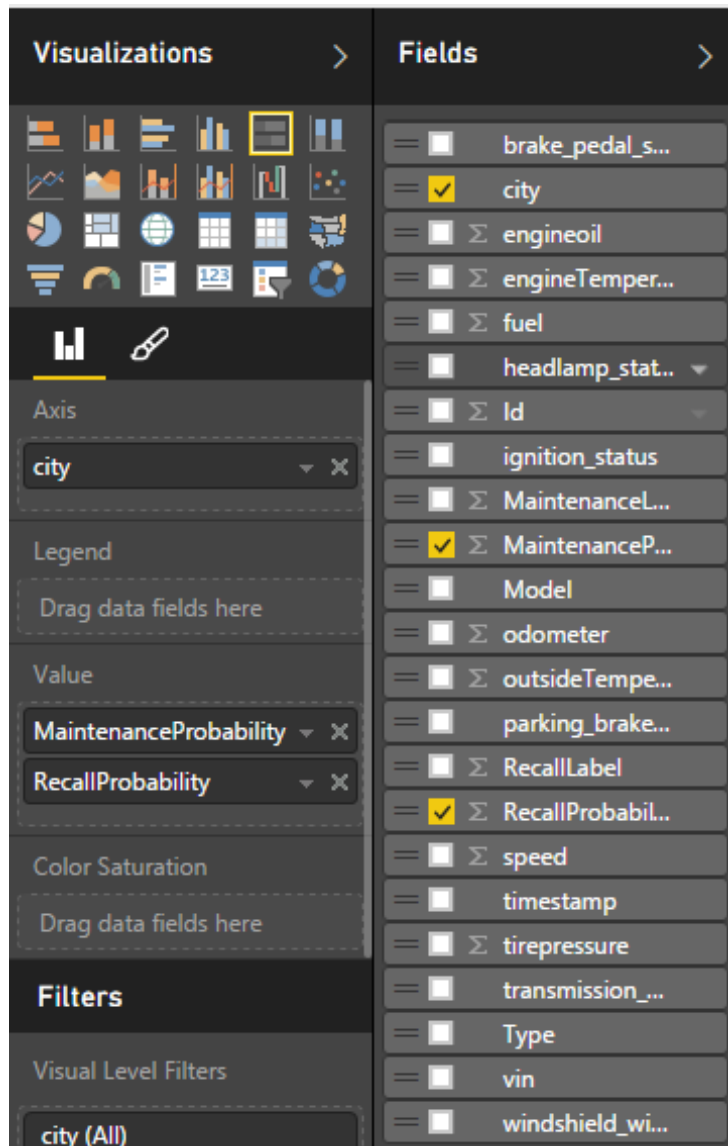 Visualizations
123
Axis
city
Legend
Drag data fields here
Value
MaintenanceProbability
RecallProbability
Color Saturation
Drag data fields here
Filters
Visual Level Filters
city (All)
Fields
brake_pedal_s...
city
Σ engineoil
Σ engineTemper...
Σ fuel
headlamp_stat...
Σ Id
ignition_status
Σ MaintenanceL...
Σ MaintenanceP...
Model
Σ odometer
Σ outsideTempe...
parking_brake...
Σ RecallLabel
Σ RecallProbabil...
Σ speed
timestamp
Σ tirepressure
transmission_...
Type
vin
windshield_wi...